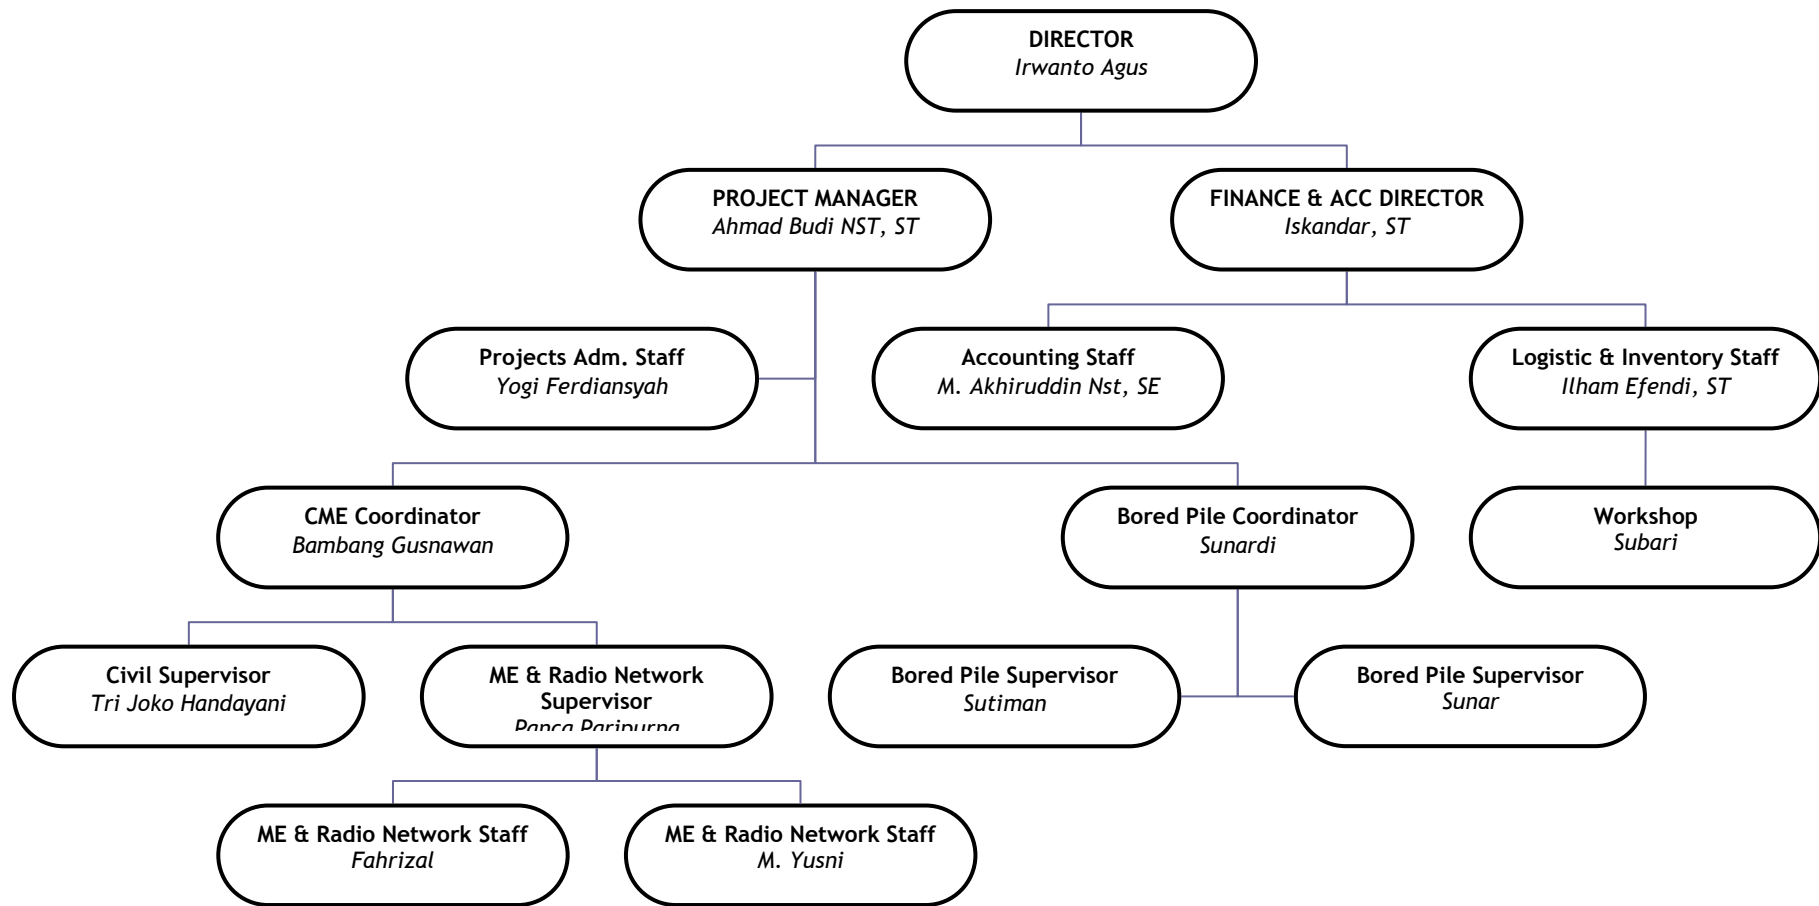 DIRECTOR
Irwanto Agus
PROJECT MANAGER
Ahmad Budi NST, ST
FINANCE & ACC DIRECTOR
Iskandar, ST
Projects Adm. Staff
Yogi Ferdiansyah
Accounting Staff
M. Akhiruddin Nst, SE
Logistic & Inventory Staff
Ilham Efendi, ST
CME Coordinator
Bambang Gusnawan
Bored Pile Coordinator
Sunardi
Workshop
Subari
Civil Supervisor
Tri Joko Handayani
ME & Radio Network
Supervisor
Panca Paripurna
Bored Pile Supervisor
Sutiman
Bored Pile Supervisor
Sunar
ME & Radio Network Staff
Fahrizal
ME & Radio Network Staff
M. Yusni